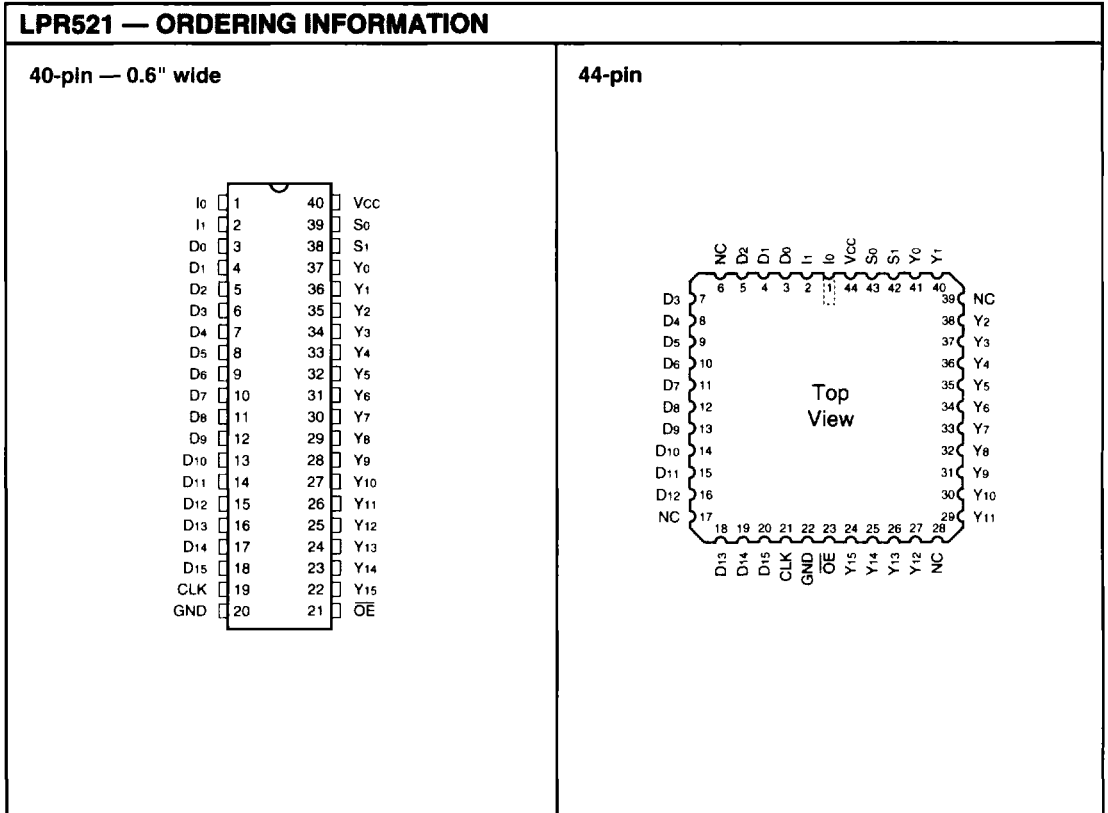 LPR521 — ORDERING INFORMATION
40-pin — 0.6" wide
I0 1 40 VCC
I1 2 39 S0
D0 3 38 S1
D1 4 37 Y0
D2 5 36 Y1
D3 6 35 Y2
D4 7 34 Y3
D5 8 33 Y4
D6 9 32 Y5
D7 10 31 Y6
D8 11 30 Y7
D9 12 29 Y8
D10 13 28 Y9
D11 14 27 Y10
D12 15 26 Y11
D13 16 25 Y12
D14 17 24 Y13
D15 18 23 Y14
CLK 19 22 Y15
GND 20 21 O̅E̅
44-pin
NC D2 D1 D0 I1 I0 VCC S0 S1 Y0 Y1
6 5 4 3 2 1 44 43 42 41 40
D3 7 39 NC
D4 8 38 Y2
D5 9 37 Y3
D6 10 36 Y4
D7 11 35 Y5
D8 12 34 Y6
D9 13 33 Y7
D10 14 32 Y8
D11 15 31 Y9
D12 16 30 Y10
NC 17 29 Y11
Top
View
18 19 20 21 22 23 24 25 26 27 28
D13 D14 D15 CLK GND O̅E̅ Y15 Y14 Y13 Y12 NC